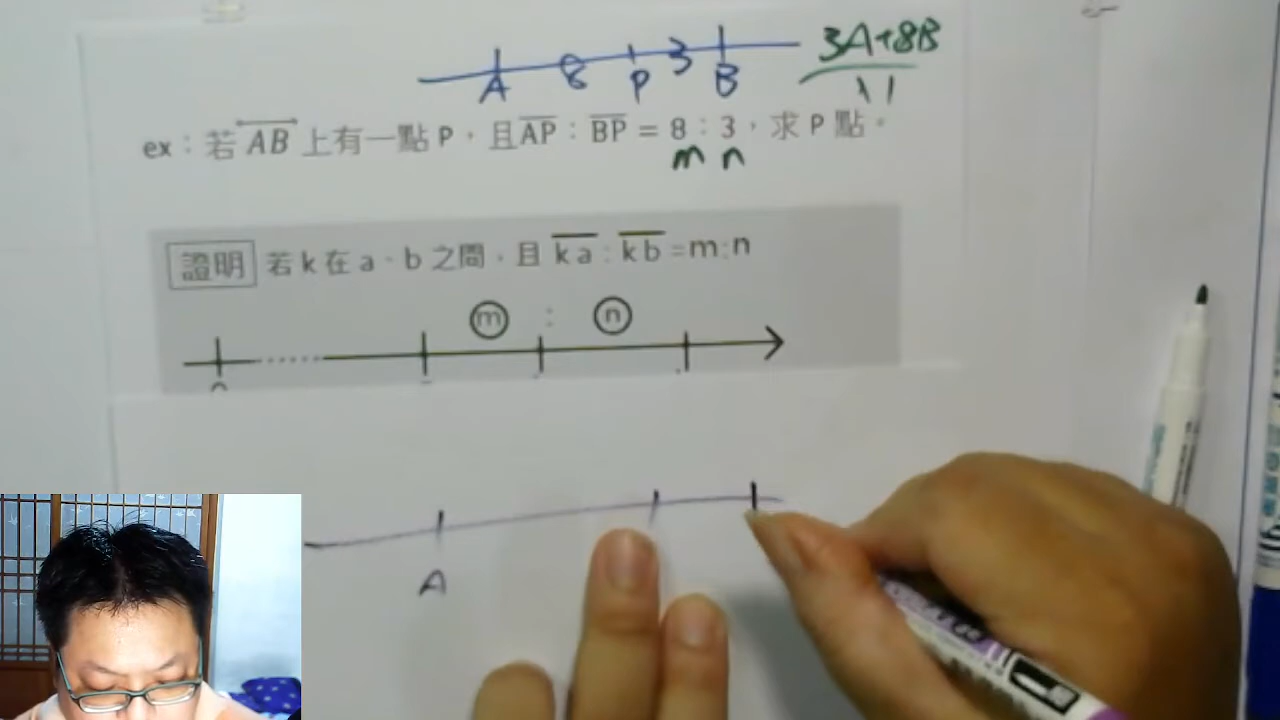 A 8 P 3 B
3A+8B
11
ex：若 AB 上有一點 P，且 AP：BP = 8：3，求 P 點。
m n
證明 若 k 在 a、b 之間，且 ka：kb = m：n
m : n
A